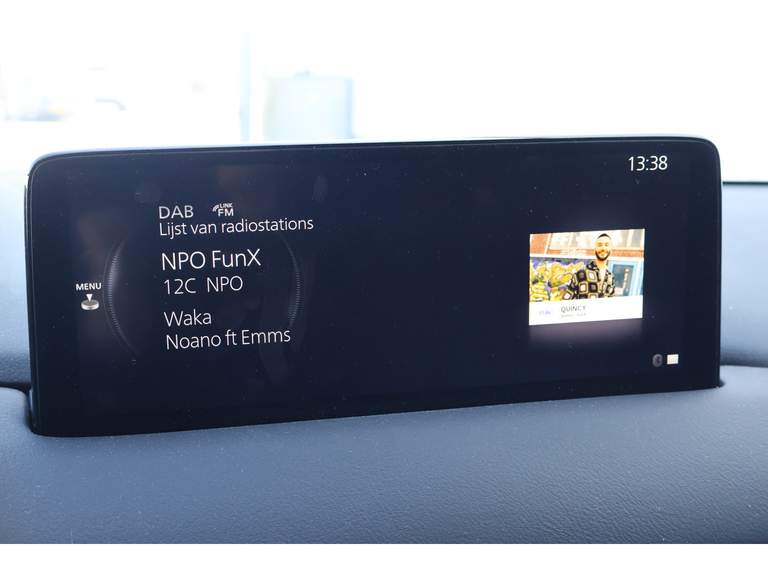 13:38
DAB LINK FM
Lijst van radiostations
NPO FunX
12C NPO
MENU
Waka
Noano ft Emms
QUINCY